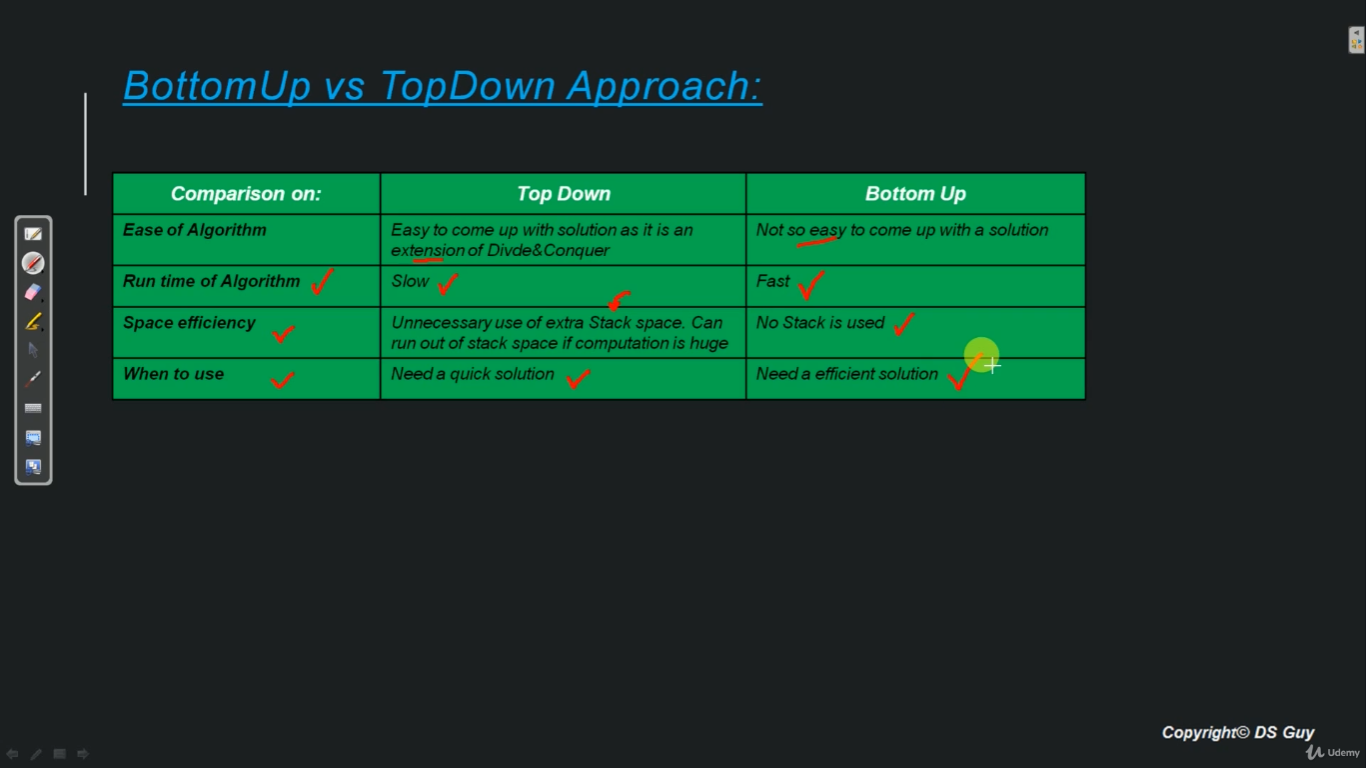 BottomUp vs TopDown Approach:
Comparison on: Top Down Bottom Up
Ease of Algorithm Easy to come up with solution as it is an Not so easy to come up with a solution
extension of Divde&Conquer
Run time of Algorithm Slow Fast
Space efficiency Unnecessary use of extra Stack space. Can No Stack is used
run out of stack space if computation is huge
When to use Need a quick solution Need a efficient solution
Copyright© DS Guy
Udemy